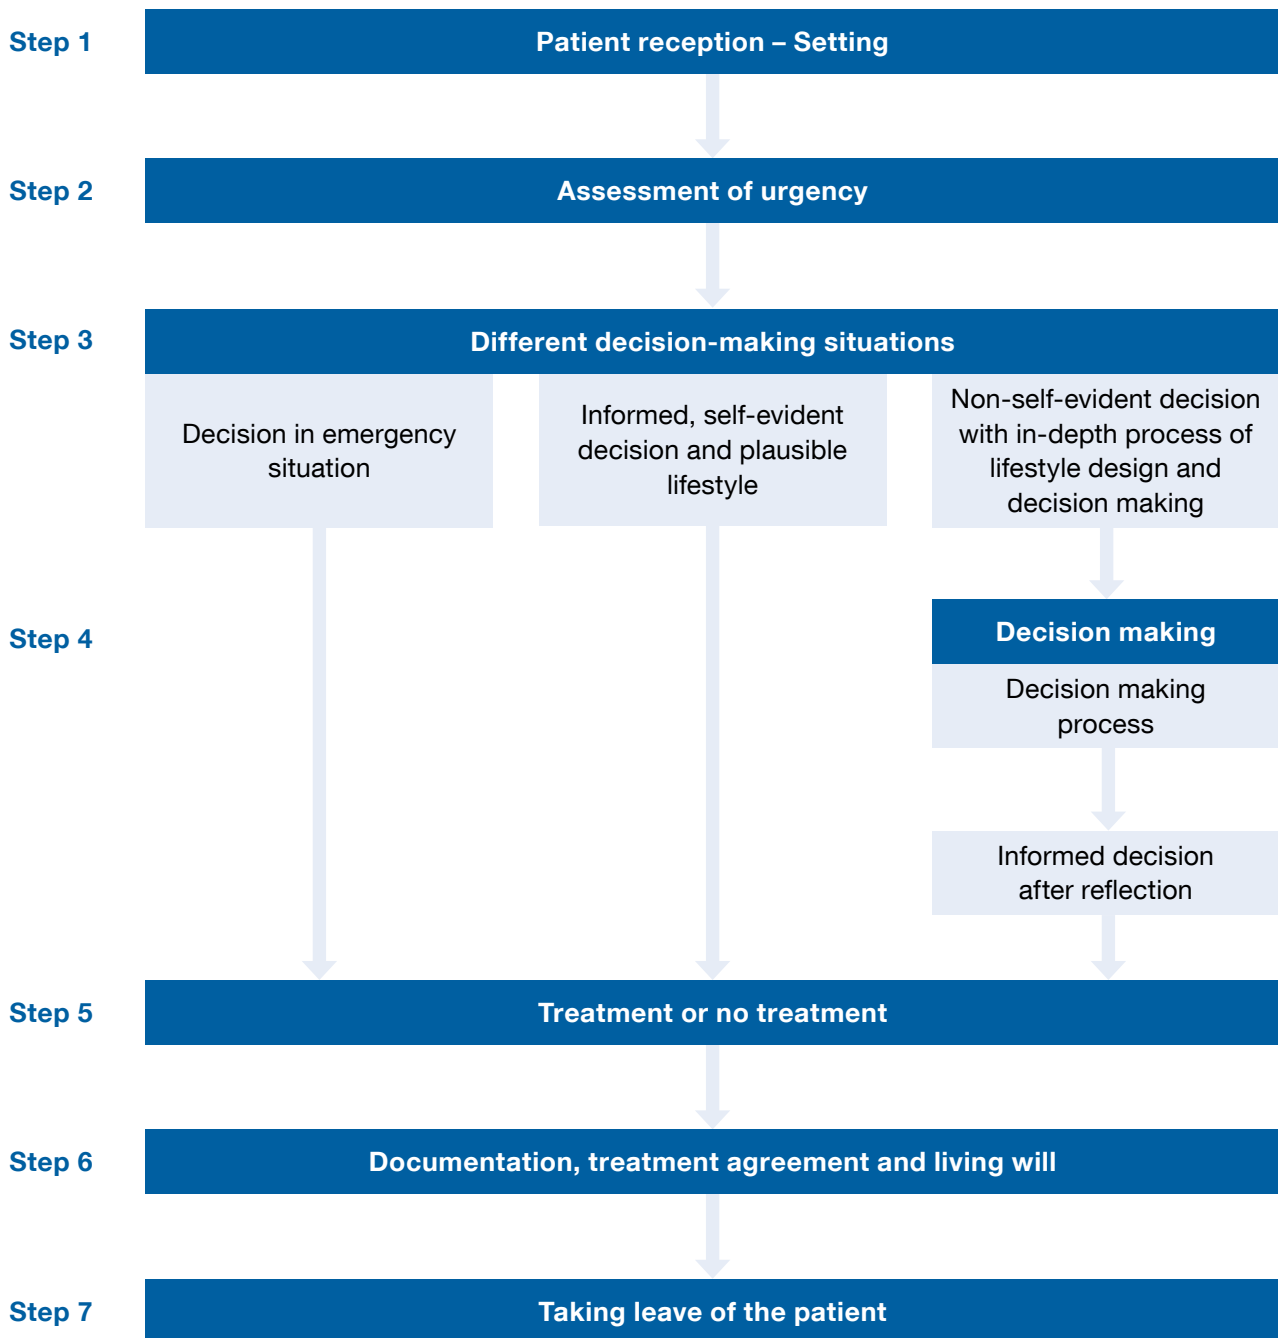 Step 1
Patient reception – Setting
Step 2
Assessment of urgency
Step 3
Different decision-making situations
Decision in emergency
situation
Informed, self-evident
decision and plausible
lifestyle
Non-self-evident decision
with in-depth process of
lifestyle design and
decision making
Step 4
Decision making
Decision making
process
Informed decision
after reflection
Step 5
Treatment or no treatment
Step 6
Documentation, treatment agreement and living will
Step 7
Taking leave of the patient